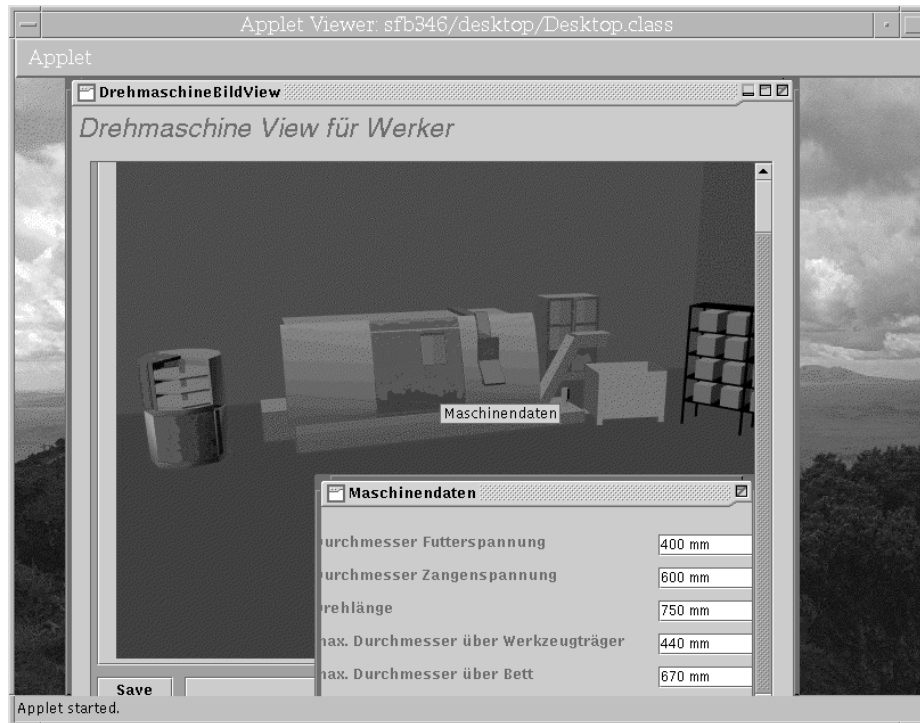 Applet Viewer: sfb346/desktop/Desktop.class
Applet
DrehmaschineBildView
Drehmaschine View für Werker
Maschinendaten
Maschinendaten
urchmesser Futterspannung 400 mm
urchmesser Zangenspannung 600 mm
rehlänge 750 mm
max. Durchmesser über Werkzeugträger 440 mm
max. Durchmesser über Bett 670 mm
Save
Applet started.